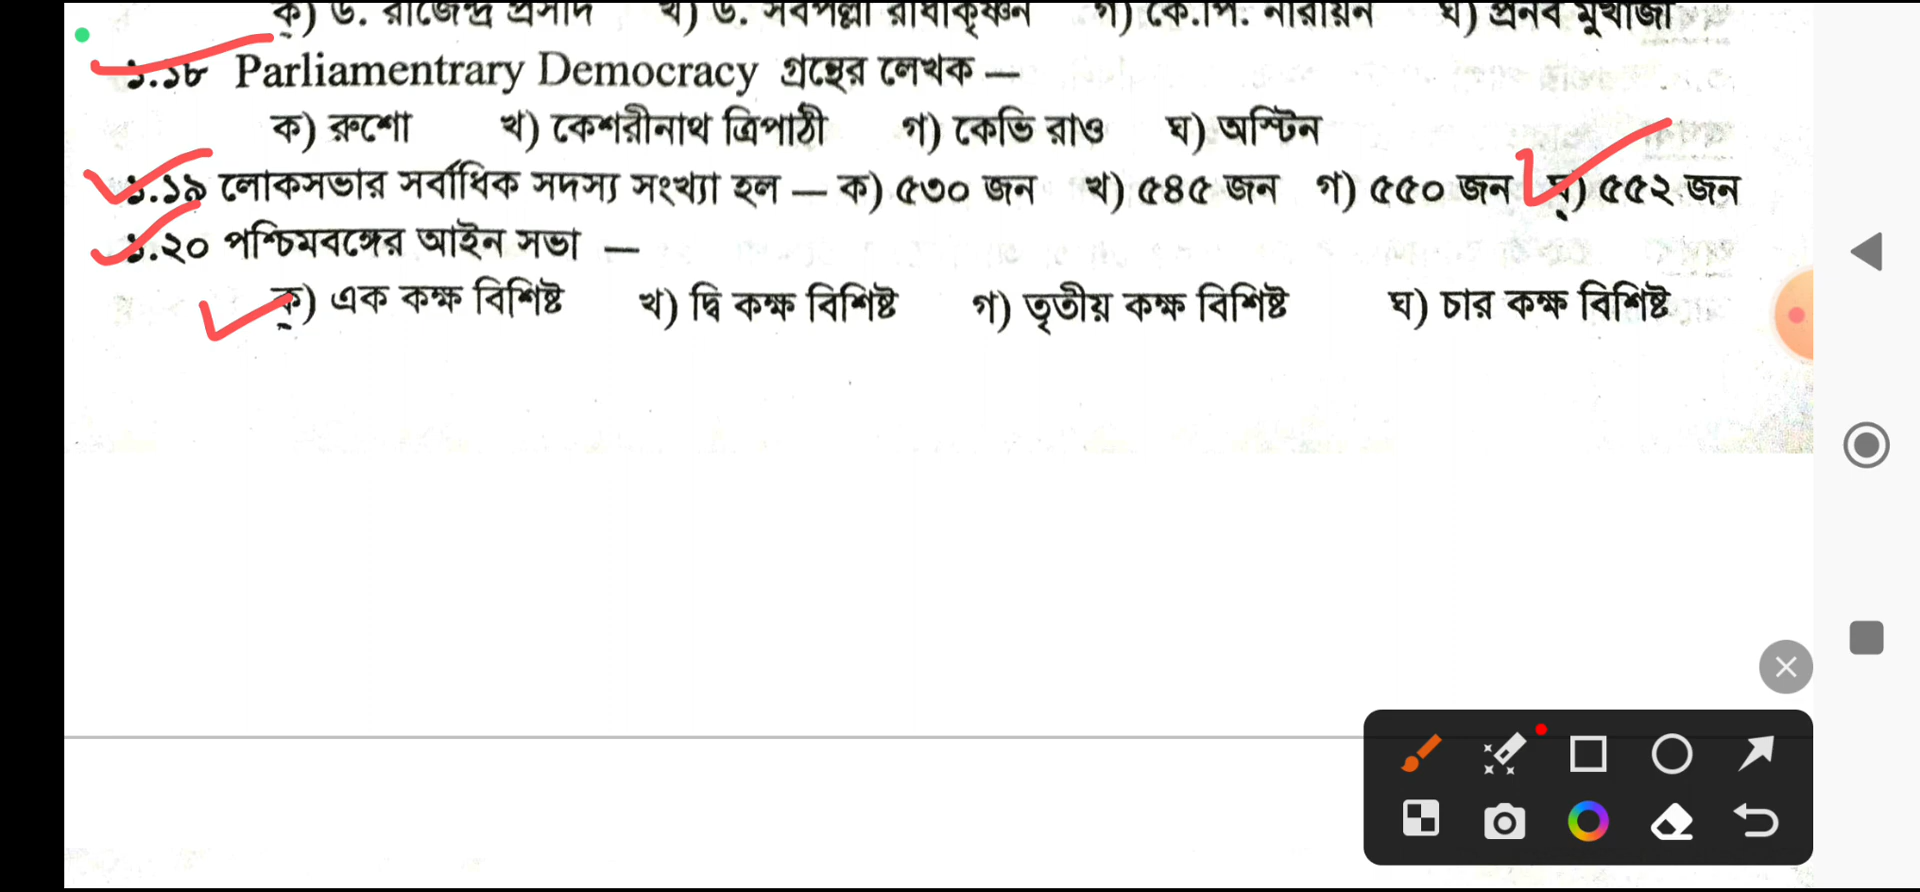 ক) ড. রাজেন্দ্র প্রসাদ খ) ড. সর্বপল্লী রাধাকৃষ্ণন গ) কে.পি. নারায়ন ঘ) প্রনব মুখার্জী
১.১৮ Parliamentrary Democracy গ্রন্থের লেখক —
ক) রুশো খ) কেশরীনাথ ত্রিপাঠী গ) কেভি রাও ঘ) অস্টিন
১.১৯ লোকসভার সর্বাধিক সদস্য সংখ্যা হল — ক) ৫৩০ জন খ) ৫৪৫ জন গ) ৫৫০ জন ঘ) ৫৫২ জন
১.২০ পশ্চিমবঙ্গের আইন সভা —
ক) এক কক্ষ বিশিষ্ট খ) দ্বি কক্ষ বিশিষ্ট গ) তৃতীয় কক্ষ বিশিষ্ট ঘ) চার কক্ষ বিশিষ্ট